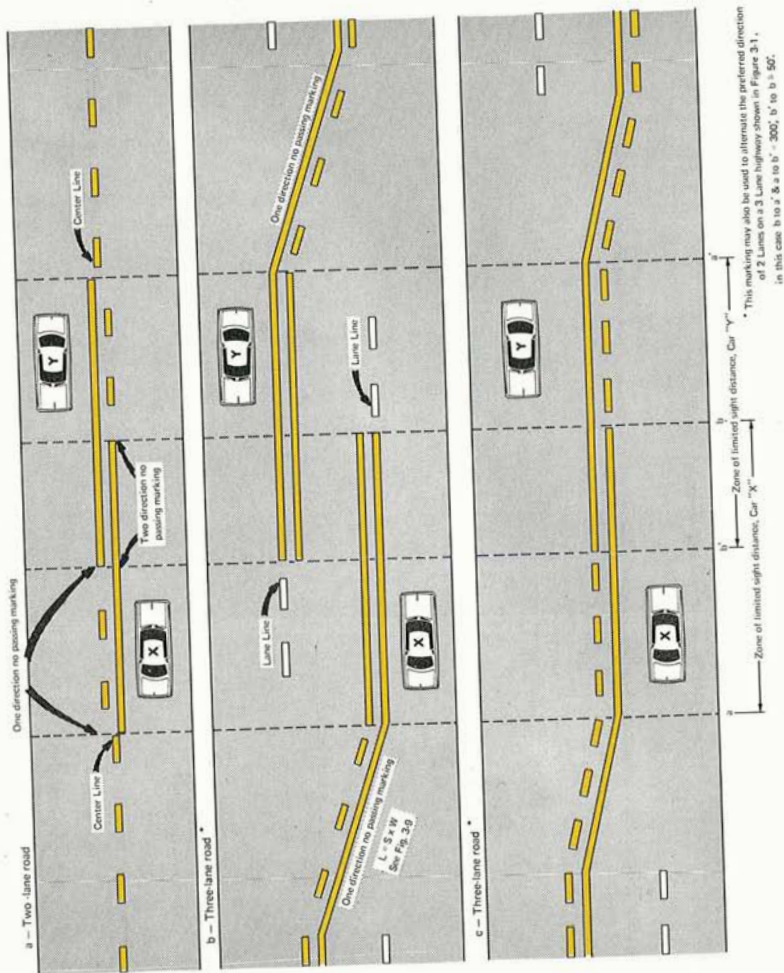 a — Two -lane road
One direction no passing marking
Center Line
Center Line
Two direction no
passing marking
X
Y
b — Three-lane road *
One direction no passing marking
L = S x W
See Fig. 3-9
Lane Line
Lane Line
One direction no passing marking
X
Y
c — Three-lane road *
X
Y
a
b'
b
a'
Zone of limited sight distance, Car "Y"
Zone of limited sight distance, Car "X"
* This marking may also be used to alternate the preferred direction
of 2 Lanes on a 3 Lane highway shown in Figure 3-1,
in this case b to a' & a to b' = 300', b' to b ≥ 50'.